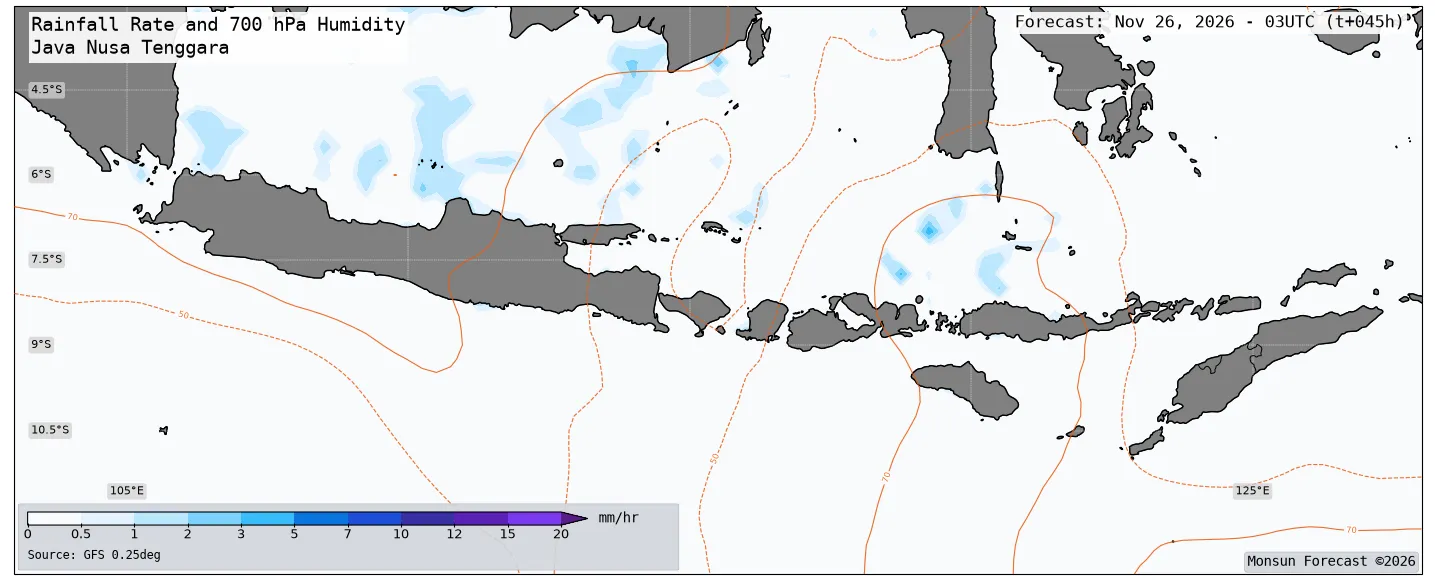 Rainfall Rate and 700 hPa Humidity
Java Nusa Tenggara
Forecast: Nov 26, 2026 - 03UTC (t+045h)
4.5°S
6°S
70
7.5°S
50
9°S
10.5°S
50
70
105°E
125°E
70
0 0.5 1 2 3 5 7 10 12 15 20 mm/hr
Source: GFS 0.25deg
Monsun Forecast ©2026